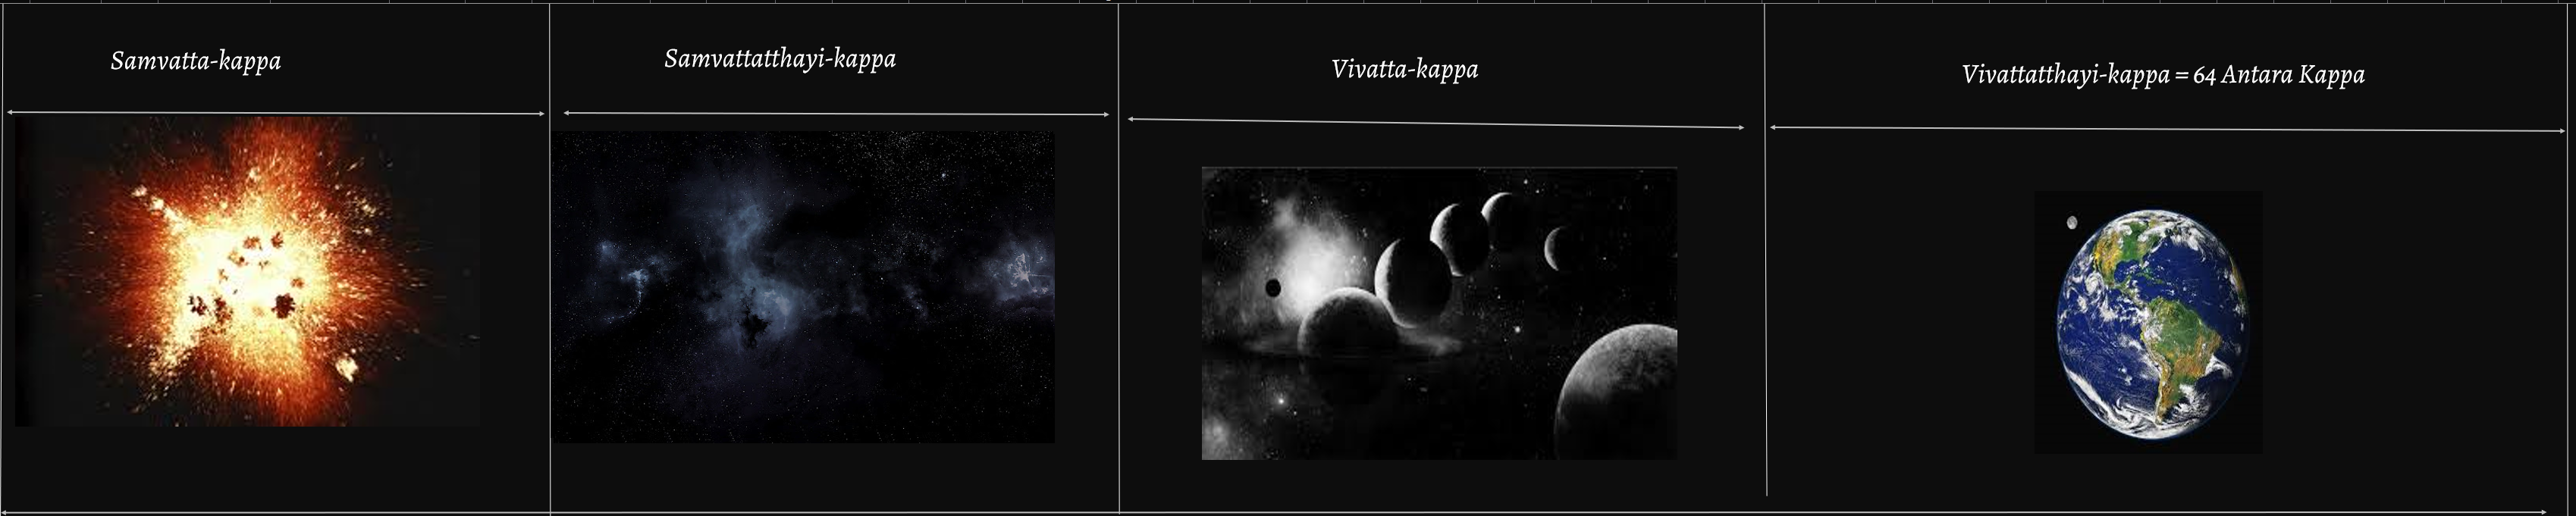 Samvatta-kappa
Samvattatthayi-kappa
Vivatta-kappa
Vivattatthayi-kappa = 64 Antara Kappa